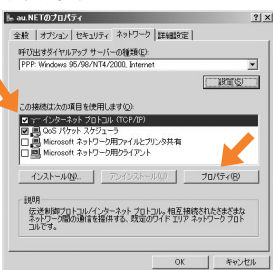 au.NETのプロパティ
全般 オプション セキュリティ ネットワーク 詳細設定
呼び出すダイヤルアップ サーバーの種類(E):
PPP: Windows 95/98/NT4/2000, Internet
設定(S)
この接続は次の項目を使用します(O):
インターネット プロトコル (TCP/IP)
QoS パケット スケジューラ
Microsoft ネットワーク用ファイルとプリンタ共有
Microsoft ネットワーク用クライアント
インストール(N)...
アンインストール(U)
プロパティ(R)
説明
伝送制御プロトコル/インターネット プロトコル。相互接続されたさまざまな
ネットワーク間の通信を提供する、既定のワイド エリア ネットワーク プロト
コルです。
OK
キャンセル